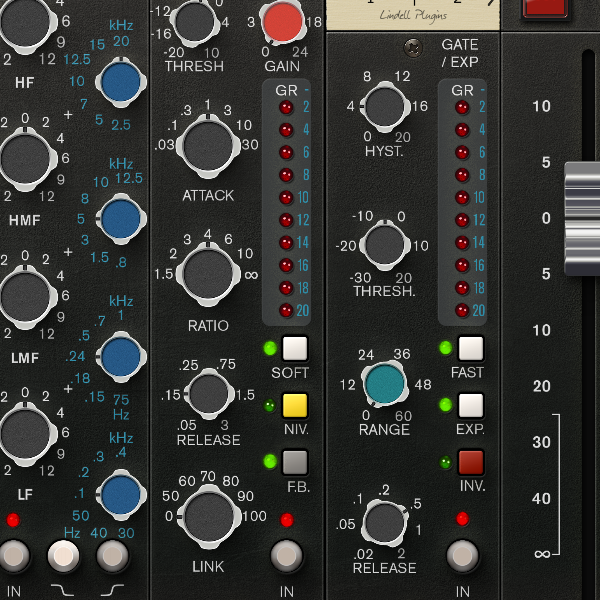 6
9
2 12
HF
kHz
15 20
12.5
10
7
5 2.5
+
2 0 2
6
9
2 12
HMF
kHz
10 12.5
8
5
3
1.5 .8
+
2 0 2
6
9
2 12
LMF
kHz
.7 1
.5
.24
.18
.15 75
Hz
+
2 0 2
6
9
2 12
LF
kHz
.3 .4
.2
.1
50
Hz 40 30
IN
-12
-16
-20 10
THRESH
3 18
0 24
GAIN
.3 1 3
.1 10
.03 30
ATTACK
3 4 6
2 10
1.5 ∞
RATIO
.25 .75
.15 1.5
.05 3
RELEASE
60 70 80
50 90
0 100
LINK
GR -
2
4
6
8
10
12
14
16
18
20
SOFT
NIV.
F.B.
IN
Lindell Plugins
GATE
/ EXP
8 12
4 16
0 20
HYST.
-10 0
-20 10
-30 20
THRESH.
24 36
12 48
0 60
RANGE
.1 .2 .5
.05 1
.02 2
RELEASE
GR -
2
4
6
8
10
12
14
16
18
20
FAST
EXP.
INV.
IN
10
5
0
5
10
20
30
40
∞